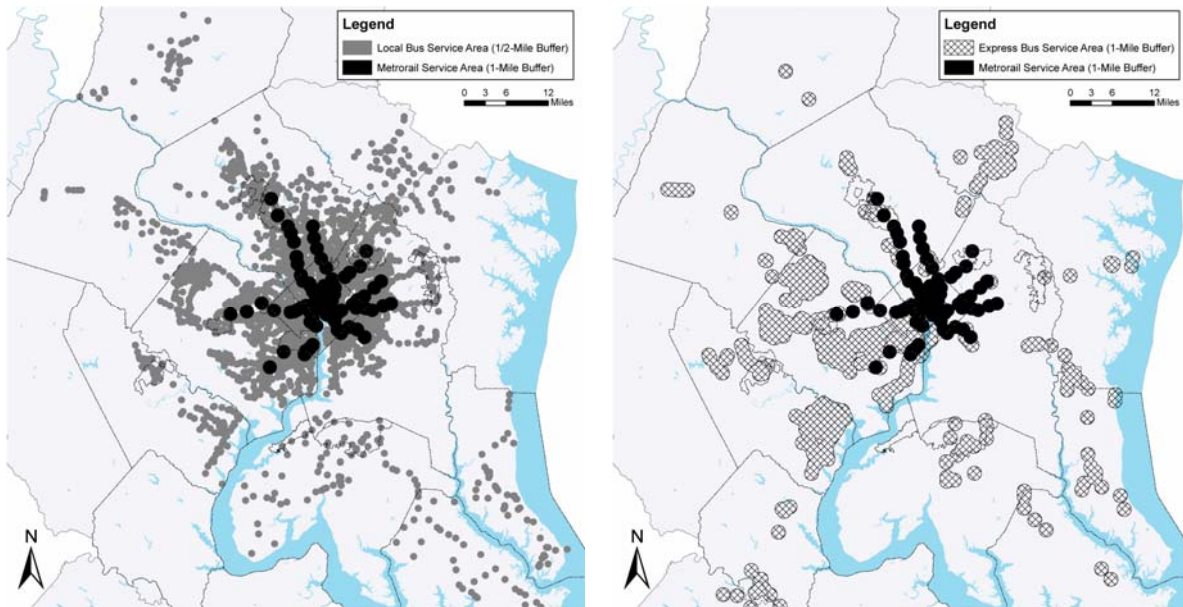 Legend
Local Bus Service Area (1/2-Mile Buffer)
Metrorail Service Area (1-Mile Buffer)
0 3 6 12
Miles
N
Legend
Express Bus Service Area (1-Mile Buffer)
Metrorail Service Area (1-Mile Buffer)
0 3 6 12
Miles
N